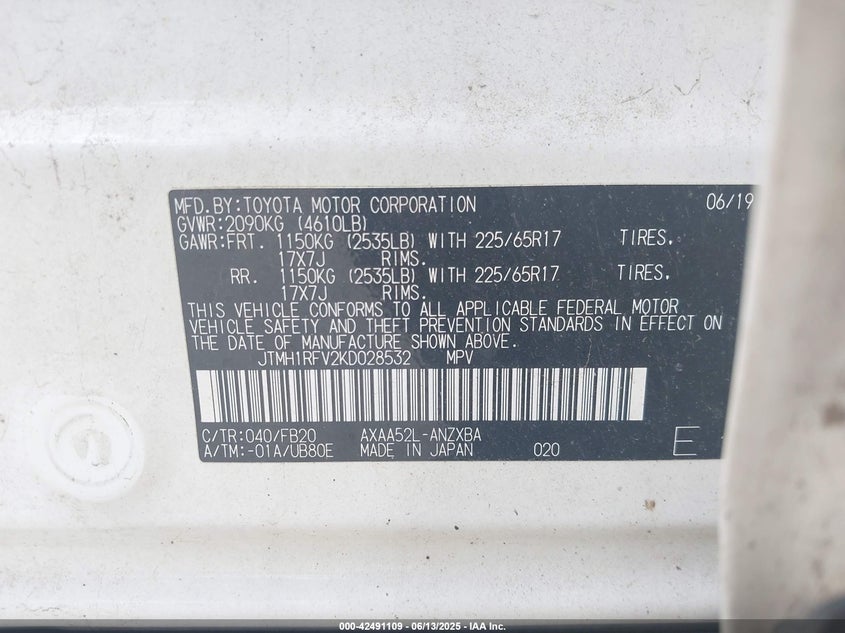 MFD.BY:TOYOTA MOTOR CORPORATION 06/19
GVWR:2090KG (4610LB)
GAWR:FRT. 1150KG (2535LB) WITH 225/65R17 TIRES,
17X7J RIMS.
RR. 1150KG (2535LB) WITH 225/65R17 TIRES,
17X7J RIMS.
THIS VEHICLE CONFORMS TO ALL APPLICABLE FEDERAL MOTOR
VEHICLE SAFETY AND THEFT PREVENTION STANDARDS IN EFFECT ON
THE DATE OF MANUFACTURE SHOWN ABOVE.
JTMH1RFV2KD028532 MPV
C/TR:040/FB20 AXAA52L-ANZXBA
A/TM:-01A/UB80E MADE IN JAPAN 020 E
000-42491109 - 06/13/2025 - IAA Inc.